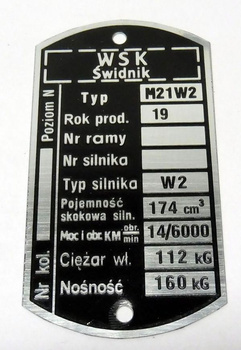 WSK
Świdnik
Poziom N
Typ M21W2
Rok prod. 19
Nr ramy
Nr silnika
Typ silnika W2
Pojemność
skokowa siln. 174 cm³
Moc i obr. KM obr./min 14/6000
Nr kol.
Ciężar wł. 112 kG
Nośność 160 kG